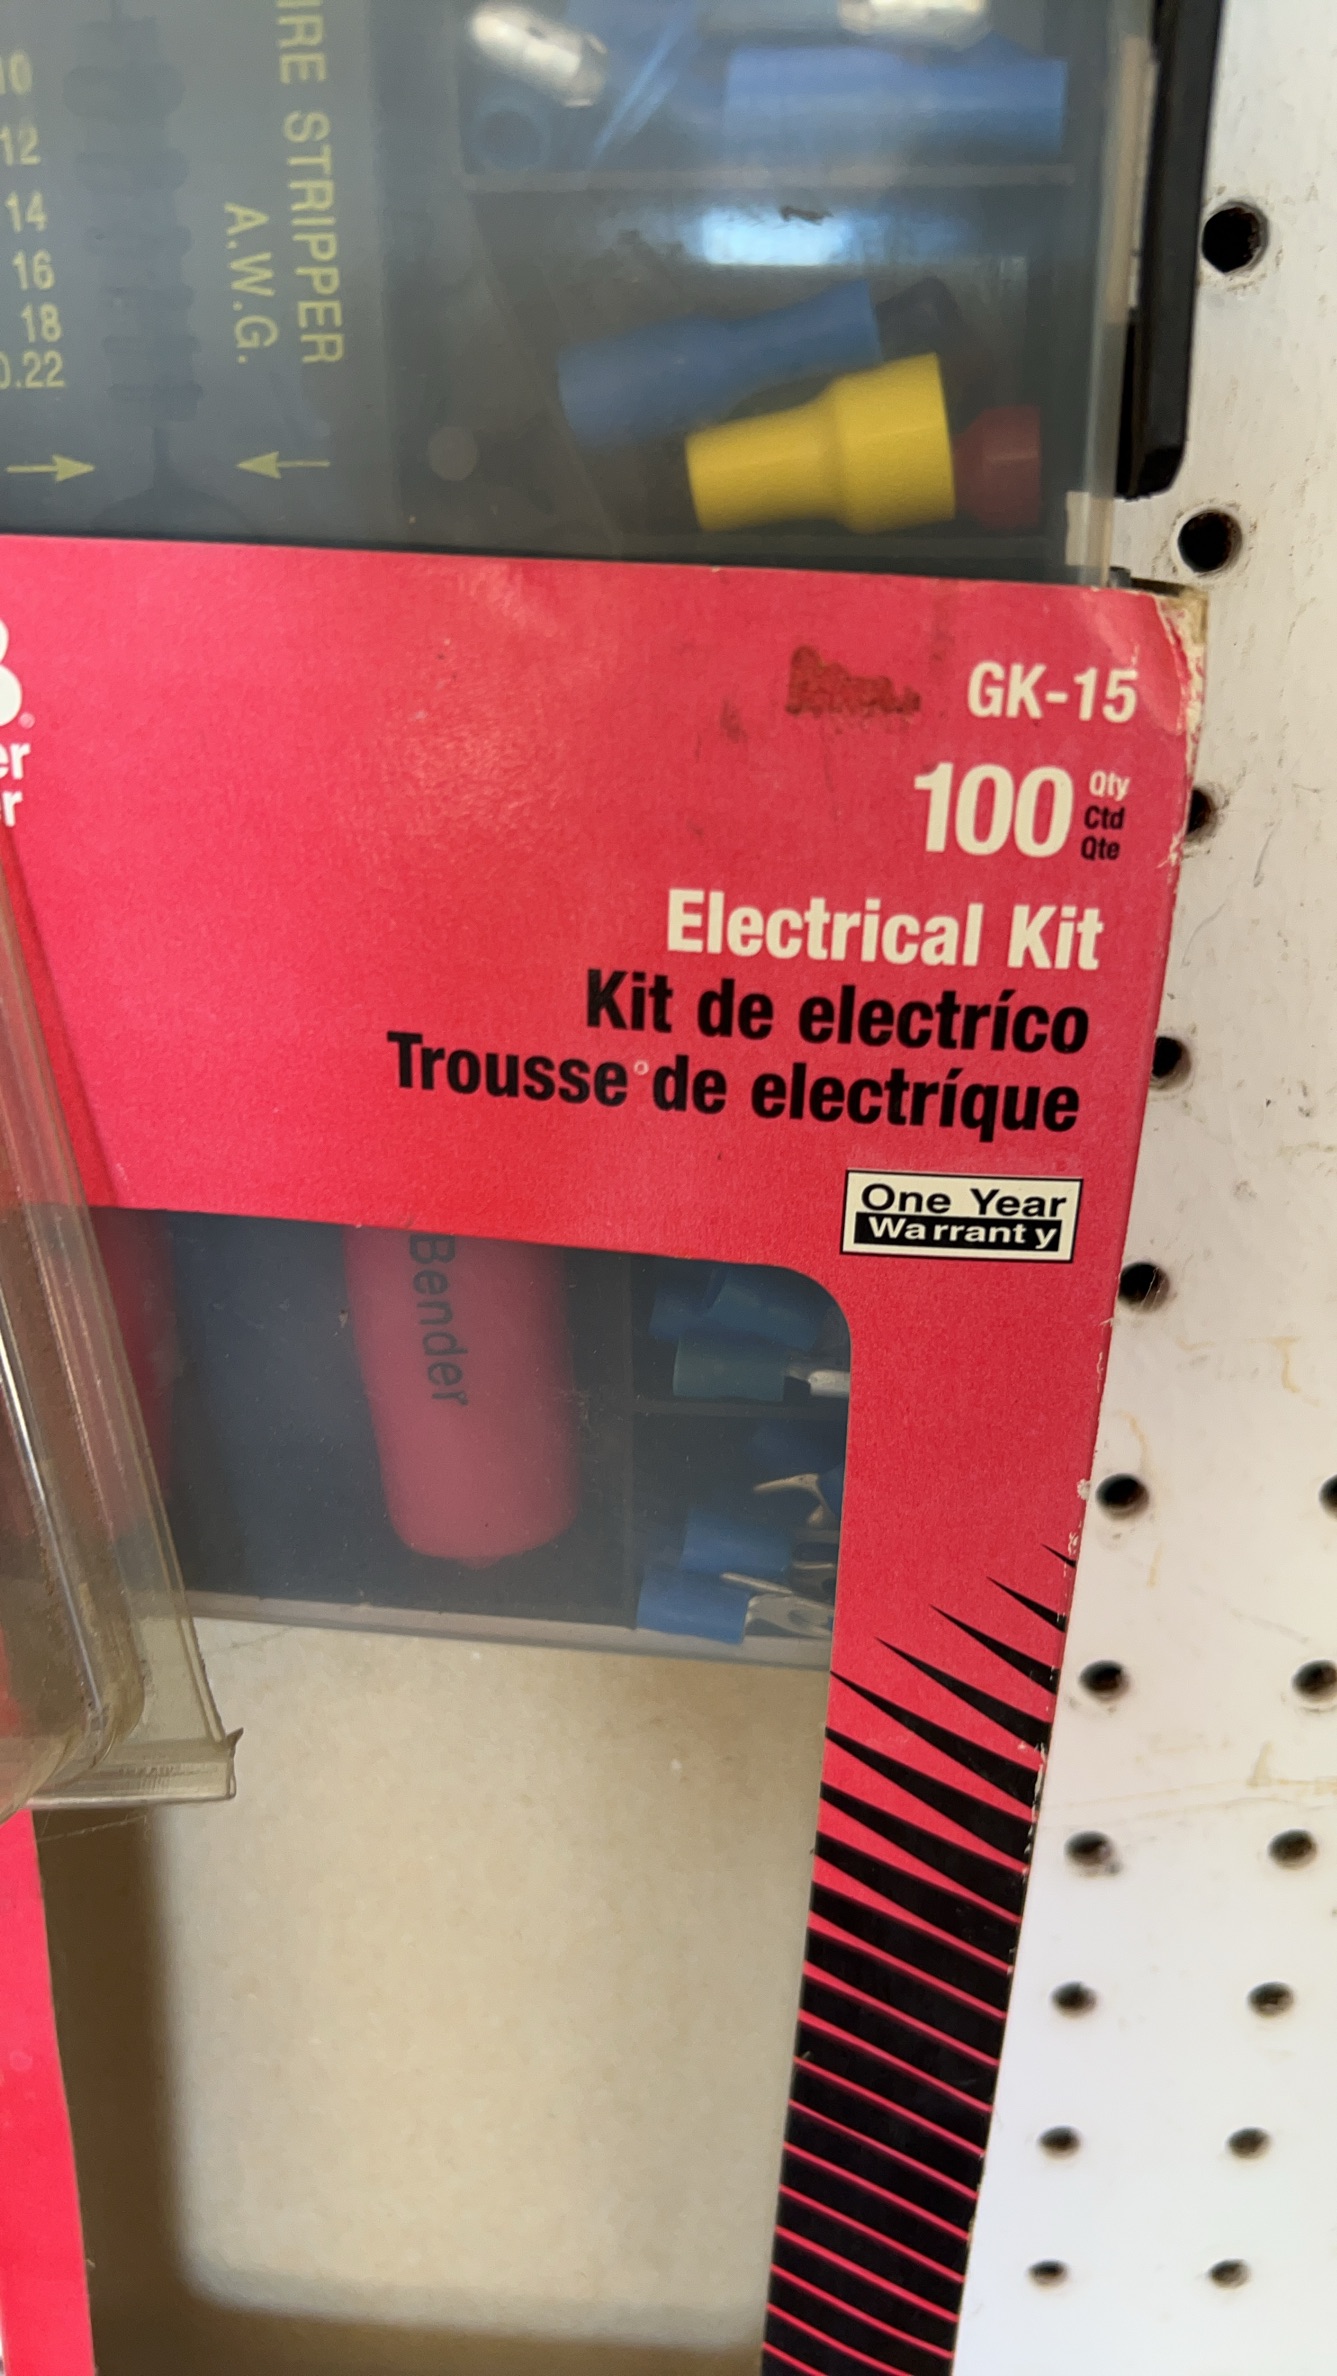 10
12
14
16
18
0.22
WIRE STRIPPER
A.W.G.
GK-15
100 Qty
Ctd
Qte
Electrical Kit
Kit de electríco
Trousse de electríque
One Year
Warranty
Bender